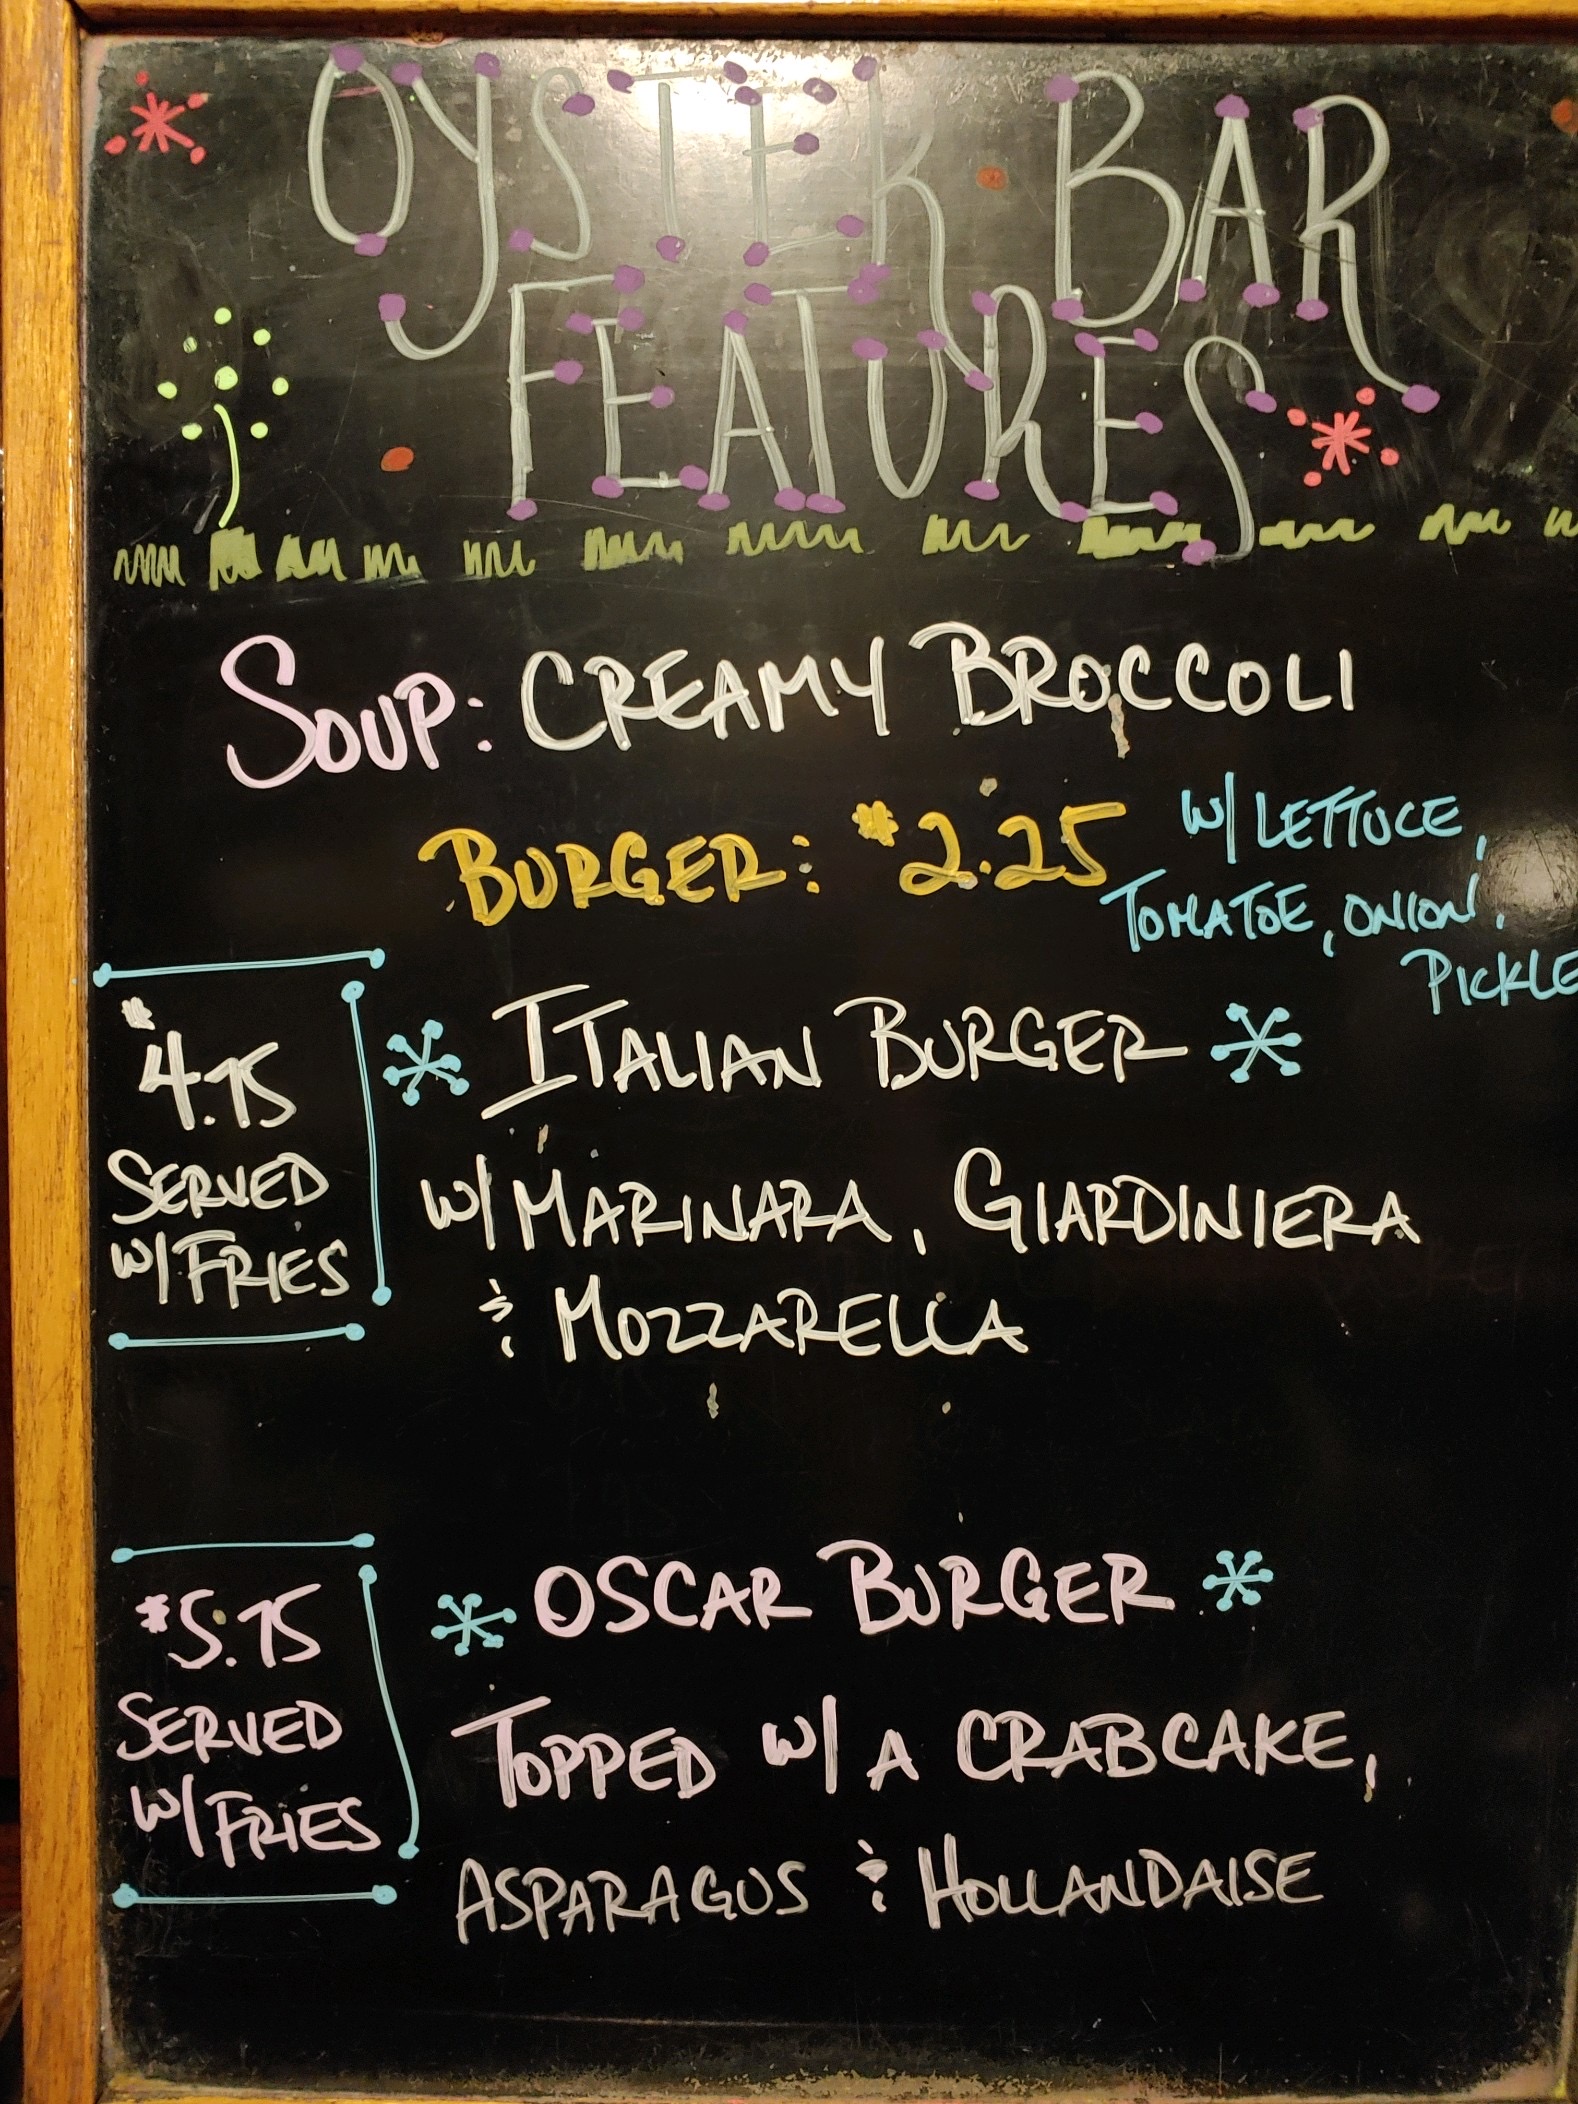 OYSTER BAR
FEATURES
SOUP: CREAMY BROCCOLI
BURGER: $2.25
W/ LETTUCE,
TOMATOE, ONION,
PICKLE
$4.75
SERVED
W/ FRIES
ITALIAN BURGER
W/ MARINARA, GIARDINIERA
& MOZZARELLA
$5.75
SERVED
W/ FRIES
OSCAR BURGER
TOPPED W/ A CRABCAKE,
ASPARAGUS & HOLLANDAISE